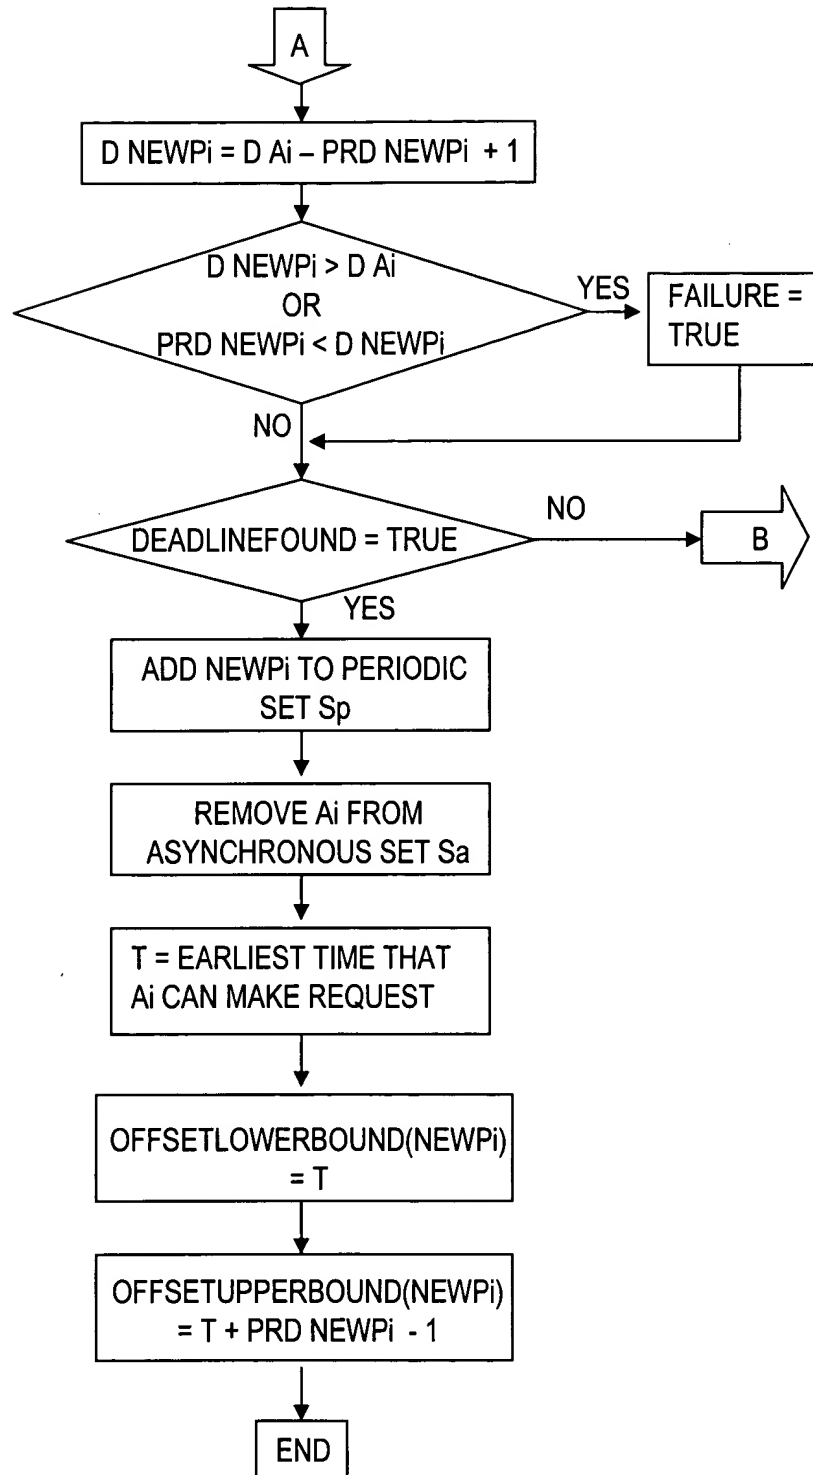 A
D NEWPi = D Ai – PRD NEWPi + 1
D NEWPi > D Ai
OR
PRD NEWPi < D NEWPi
YES
FAILURE =
TRUE
NO
DEADLINEFOUND = TRUE
NO
B
YES
ADD NEWPi TO PERIODIC
SET Sp
REMOVE Ai FROM
ASYNCHRONOUS SET Sa
T = EARLIEST TIME THAT
Ai CAN MAKE REQUEST
OFFSETLOWERBOUND(NEWPi)
= T
OFFSETUPPERBOUND(NEWPi)
= T + PRD NEWPi - 1
END